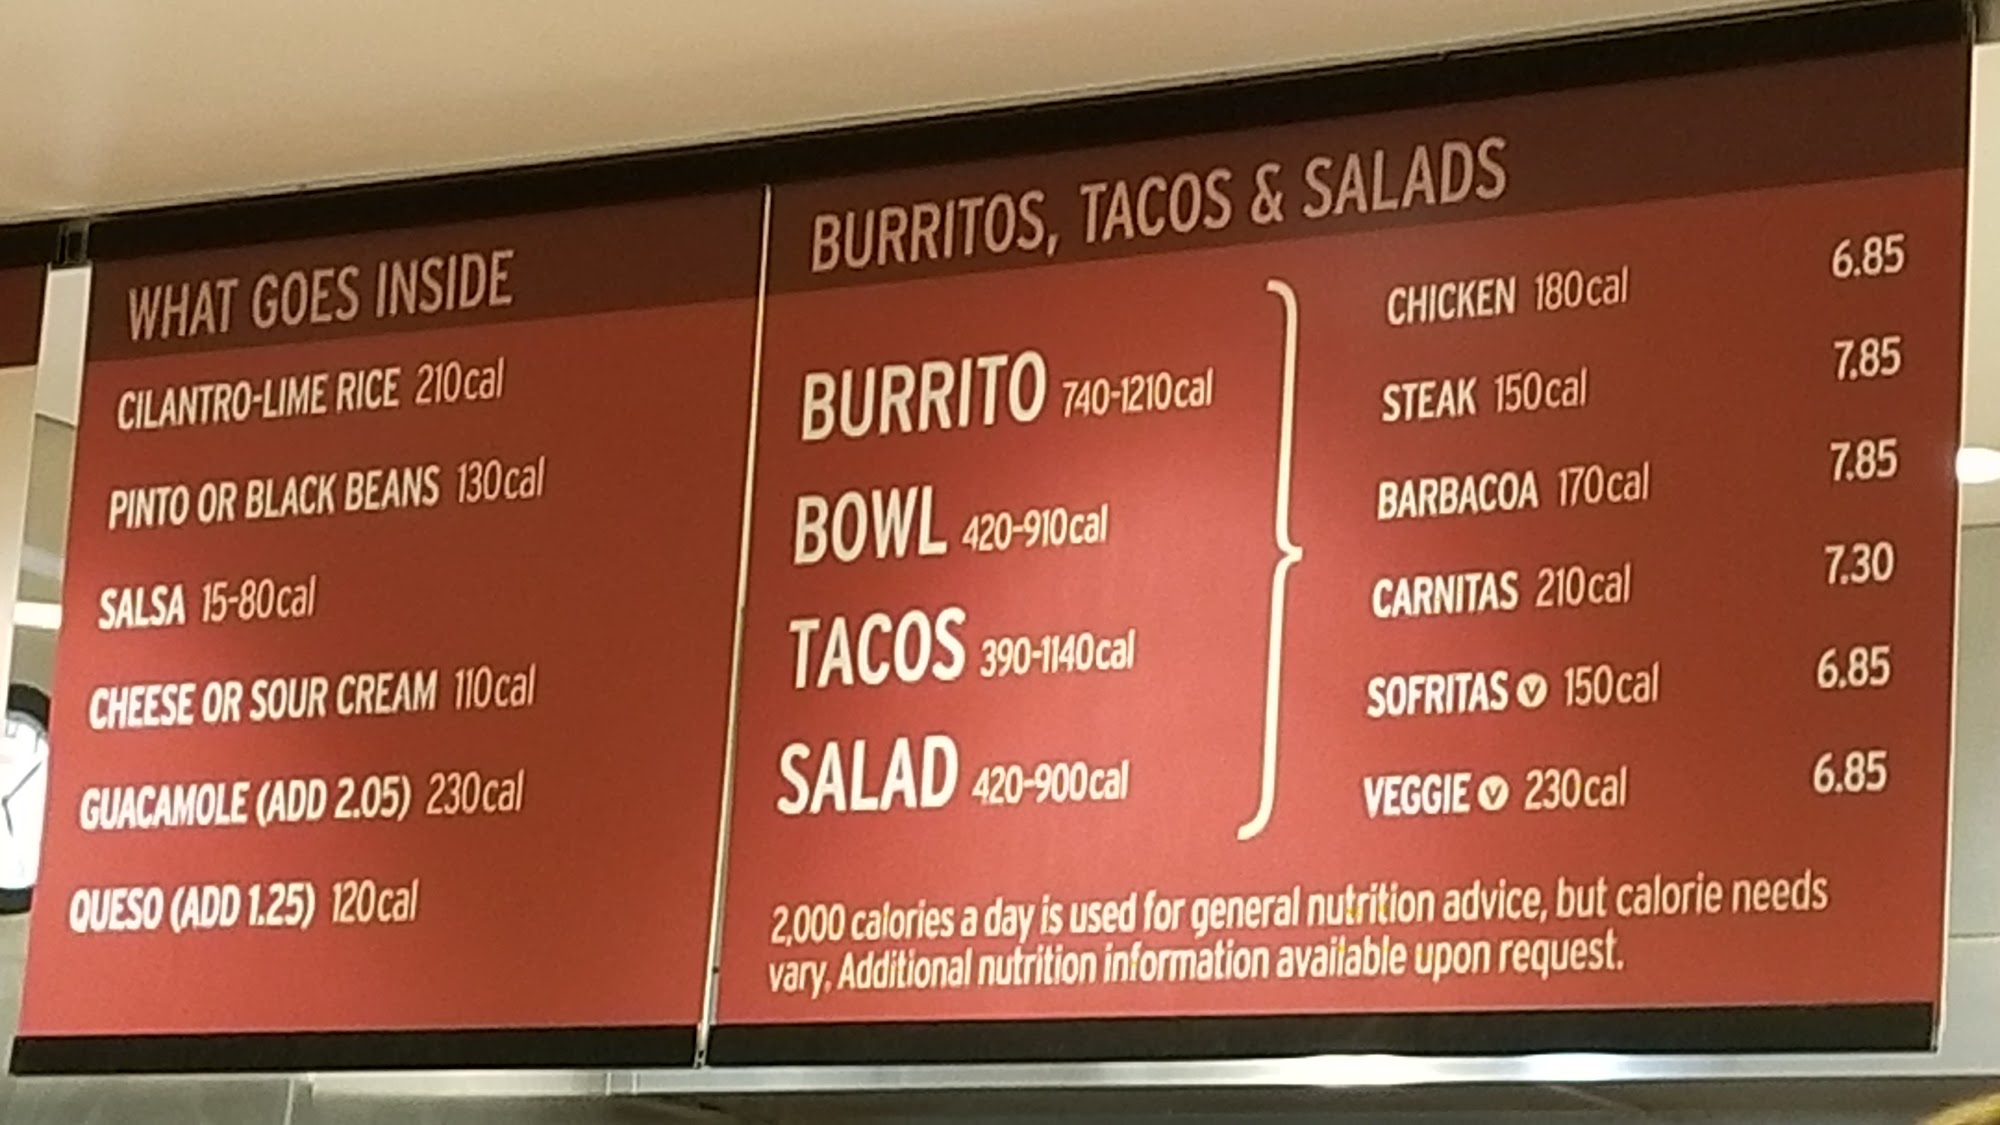 WHAT GOES INSIDE
CILANTRO-LIME RICE 210cal
PINTO OR BLACK BEANS 130cal
SALSA 15-80cal
CHEESE OR SOUR CREAM 110cal
GUACAMOLE (ADD 2.05) 230cal
QUESO (ADD 1.25) 120cal
BURRITOS, TACOS & SALADS
BURRITO 740-1210cal
BOWL 420-910cal
TACOS 390-1140cal
SALAD 420-900cal
CHICKEN 180cal 6.85
STEAK 150cal 7.85
BARBACOA 170cal 7.85
CARNITAS 210cal 7.30
SOFRITAS V 150cal 6.85
VEGGIE V 230cal 6.85
2,000 calories a day is used for general nutrition advice, but calorie needs
vary. Additional nutrition information available upon request.